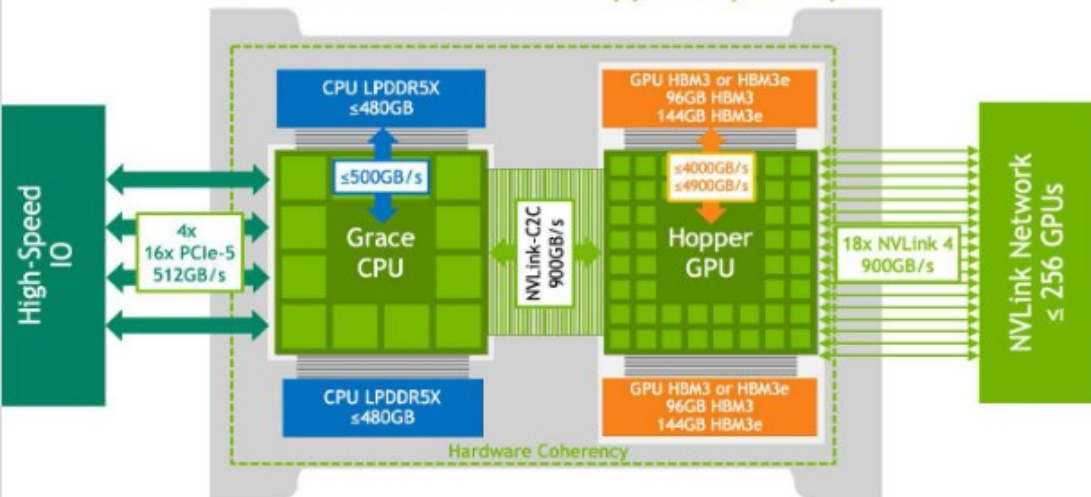 CPU LPDDR5X
≤480GB
GPU HBM3 or HBM3e
96GB HBM3
144GB HBM3e
High-Speed
IO
4x
16x PCIe-5
512GB/s
≤500GB/s
Grace
CPU
NVLink-C2C
900GB/s
≤4000GB/s
≤4900GB/s
Hopper
GPU
18x NVLink 4
900GB/s
NVLink Network
≤ 256 GPUs
CPU LPDDR5X
≤480GB
GPU HBM3 or HBM3e
96GB HBM3
144GB HBM3e
Hardware Coherency